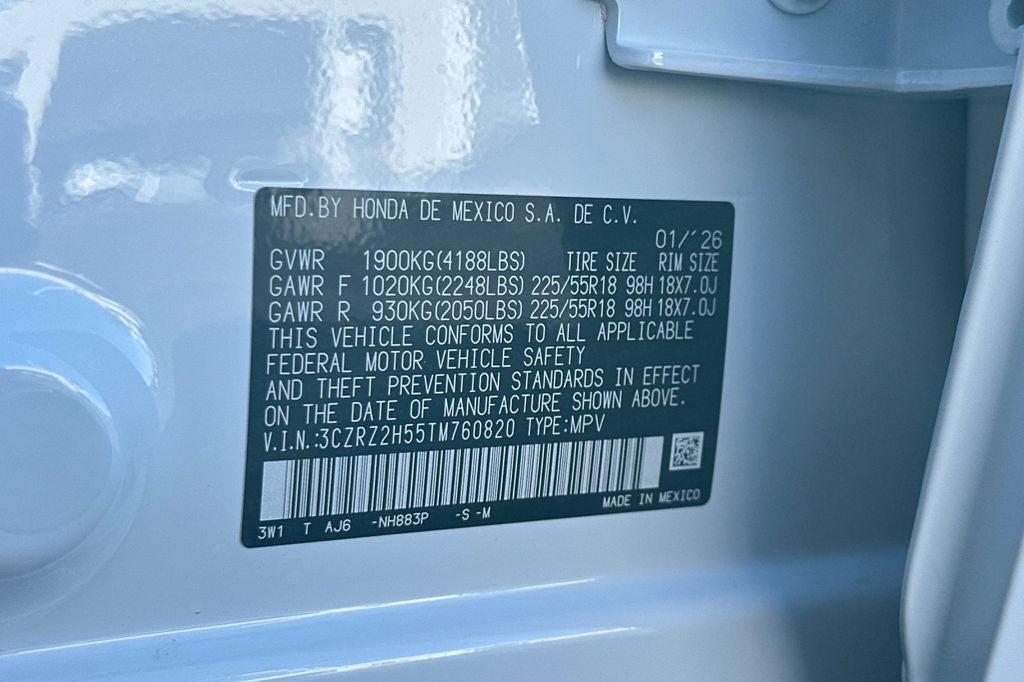 MFD.BY HONDA DE MEXICO S.A. DE C.V.
01/'26
GVWR 1900KG(4188LBS) TIRE SIZE RIM SIZE
GAWR F 1020KG(2248LBS) 225/55R18 98H 18X7.0J
GAWR R 930KG(2050LBS) 225/55R18 98H 18X7.0J
THIS VEHICLE CONFORMS TO ALL APPLICABLE
FEDERAL MOTOR VEHICLE SAFETY
AND THEFT PREVENTION STANDARDS IN EFFECT
ON THE DATE OF MANUFACTURE SHOWN ABOVE.
V.I.N.:3CZRZ2H55TM760820 TYPE:MPV
MADE IN MEXICO
3W1 T AJ6 -NH883P -S -M